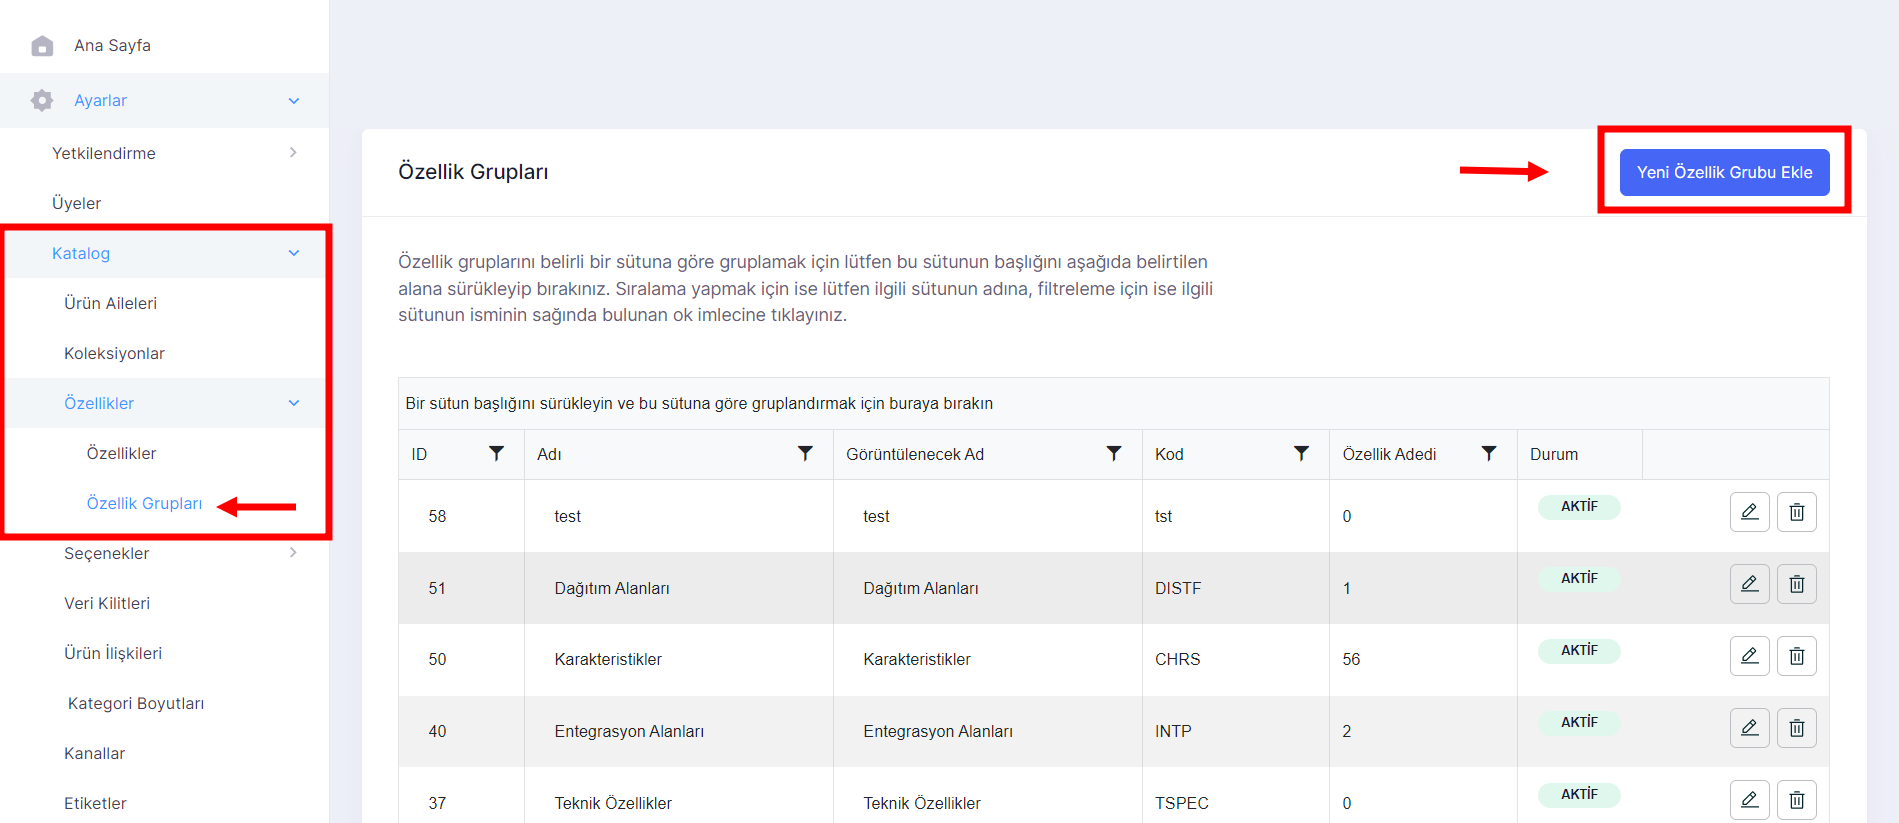 Ana Sayfa
Ayarlar
Yetkilendirme
Üyeler
Katalog
Ürün Aileleri
Koleksiyonlar
Özellikler
Özellikler
Özellik Grupları
Seçenekler
Veri Kilitleri
Ürün İlişkileri
Kategori Boyutları
Kanallar
Etiketler
Özellik Grupları
Yeni Özellik Grubu Ekle
Özellik gruplarını belirli bir sütuna göre gruplamak için lütfen bu sütunun başlığını aşağıda belirtilen
alana sürükleyip bırakınız. Sıralama yapmak için ise lütfen ilgili sütunun adına, filtreleme için ise ilgili
sütunun isminin sağında bulunan ok imlecine tıklayınız.
Bir sütun başlığını sürükleyin ve bu sütuna göre gruplandırmak için buraya bırakın
ID Adı Görüntülenecek Ad Kod Özellik Adedi Durum
58 test test tst 0 AKTİF
51 Dağıtım Alanları Dağıtım Alanları DISTF 1 AKTİF
50 Karakteristikler Karakteristikler CHRS 56 AKTİF
40 Entegrasyon Alanları Entegrasyon Alanları INTP 2 AKTİF
37 Teknik Özellikler Teknik Özellikler TSPEC 0 AKTİF